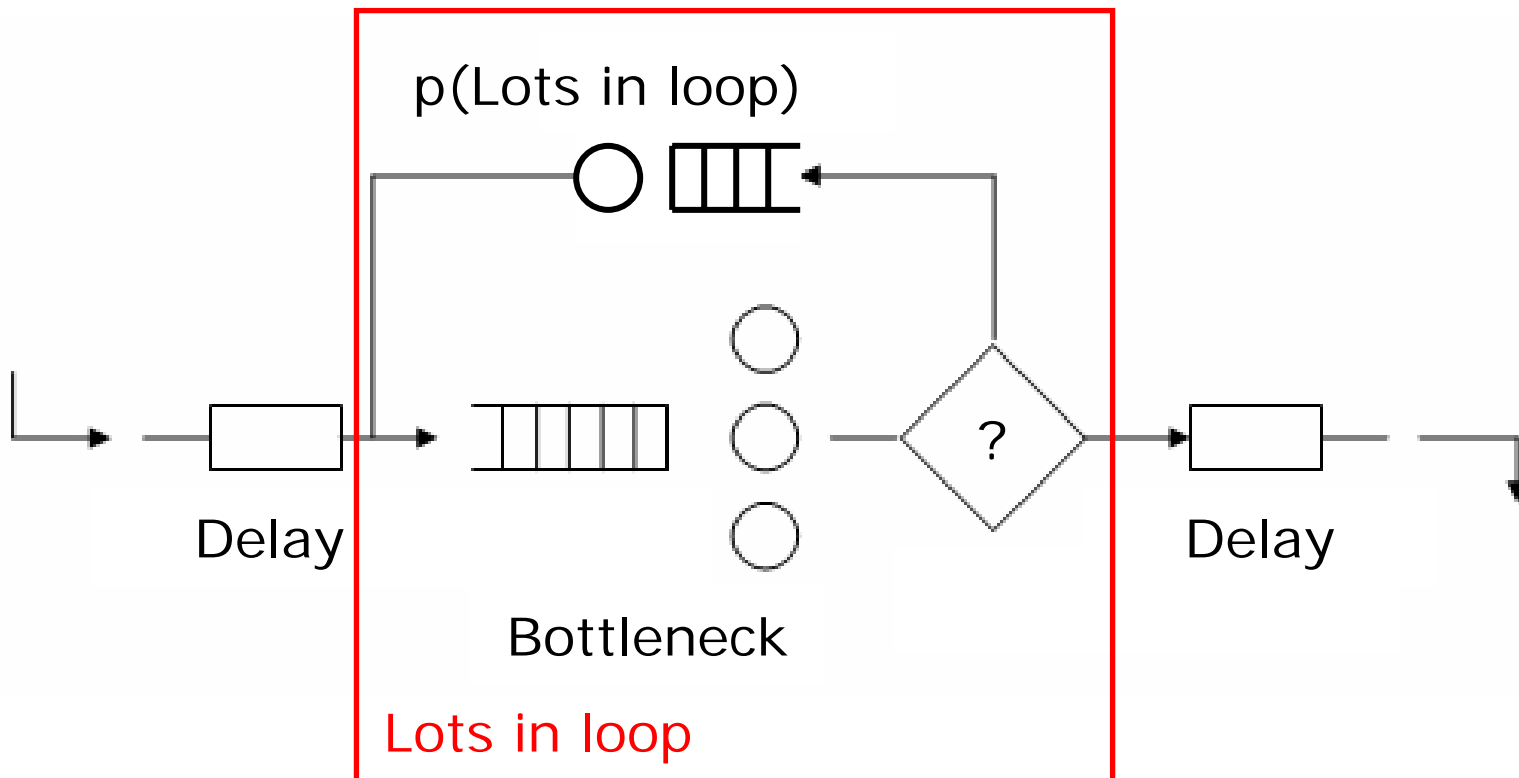 p(Lots in loop)
?
Delay
Delay
Bottleneck
Lots in loop